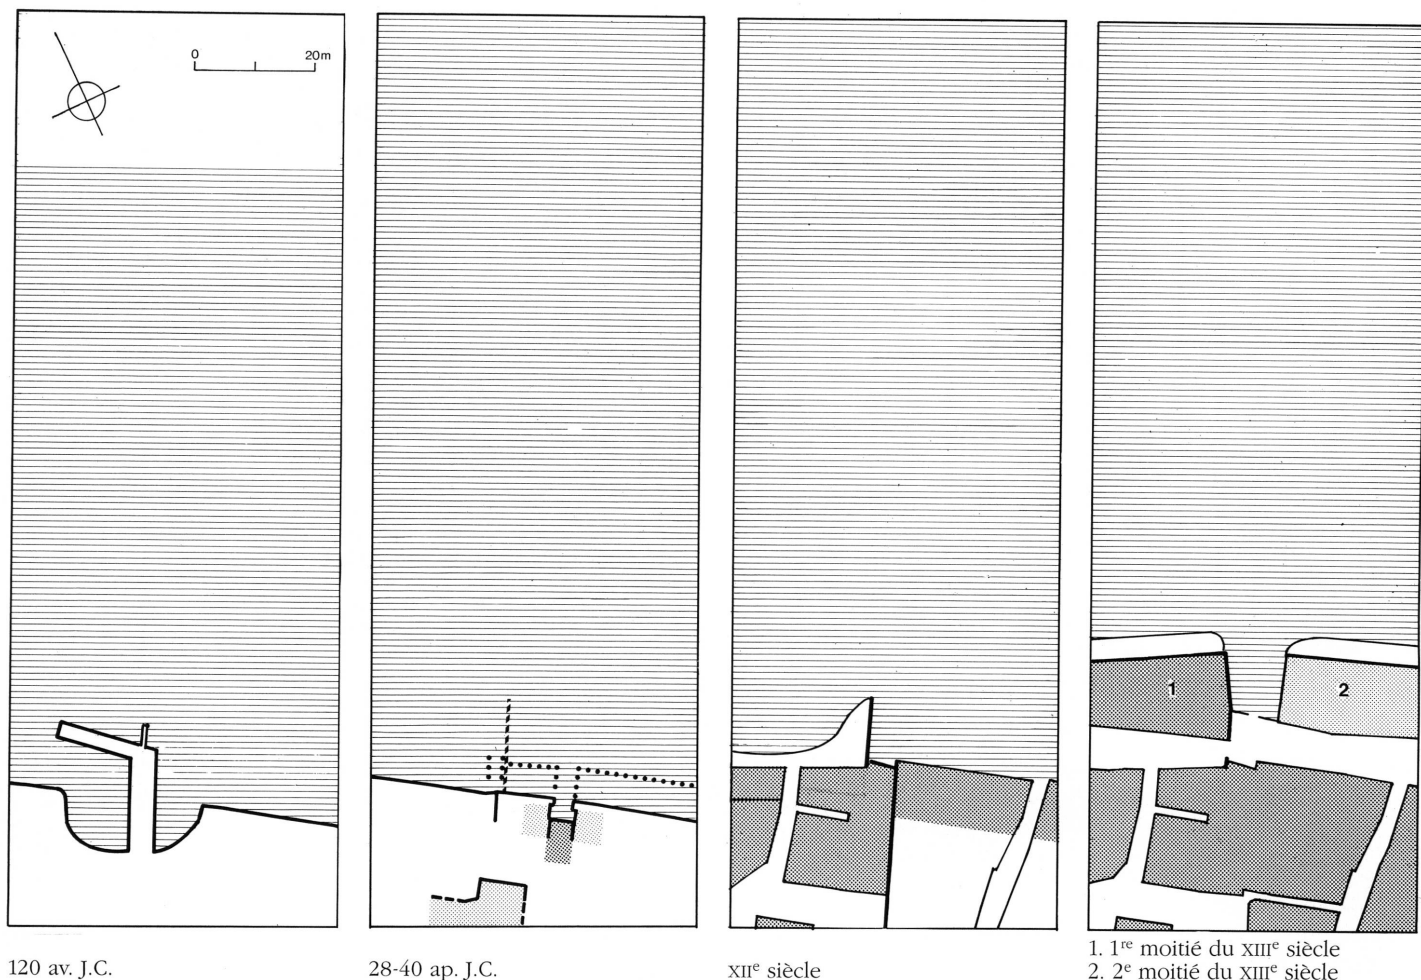 0 20m
1
2
120 av. J.C.
28-40 ap. J.C.
XIIᵉ siècle
1. 1ʳᵉ moitié du XIIIᵉ siècle
2. 2ᵉ moitié du XIIIᵉ siècle